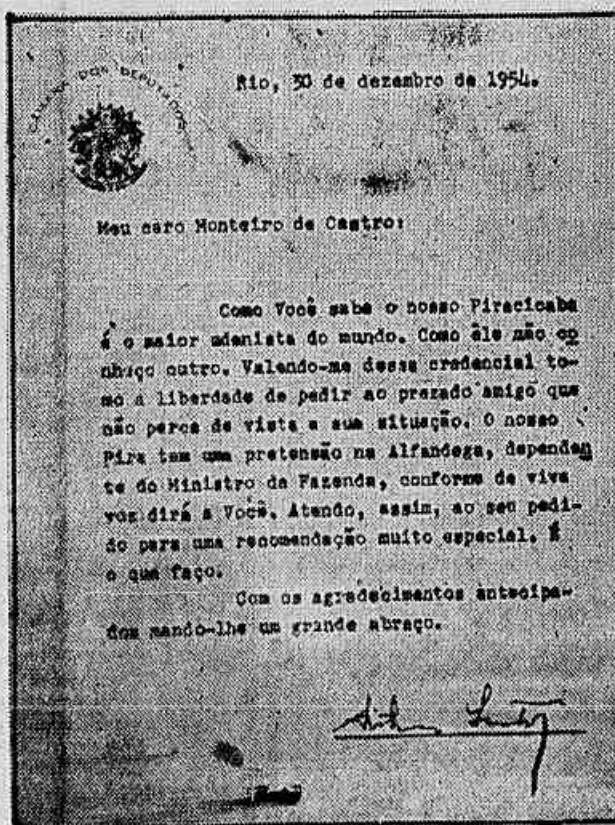 CÂMARA DOS DEPUTADOS
Rio, 30 de dezembro de 1954.
Meu caro Monteiro de Castro:
Como Você sabe o nosso Piracicaba
é o maior udenista do mundo. Como êle não co
nheço outro. Valendo-me dessa credencial to-
mo a liberdade de pedir ao prezado amigo que
não perca de vista a sua situação. O nosso
Pira tem uma pretensão na Alfandega, dependen
te do Ministro da Fazenda, conforme de viva
voz dirá a Você. Atendo, assim, ao seu pedi-
do para uma recomendação muito especial. É
o que faço.
Com os agradecimentos antecipa-
dos mando-lhe um grande abraço.